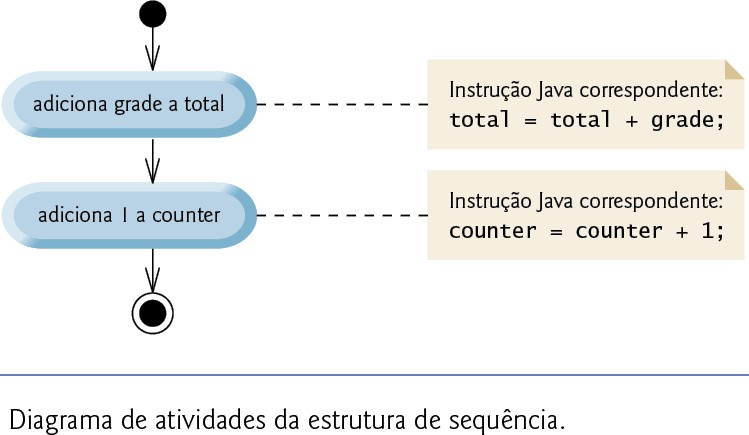 adiciona grade a total
Instrução Java correspondente:
total = total + grade;
adiciona 1 a counter
Instrução Java correspondente:
counter = counter + 1;
Diagrama de atividades da estrutura de sequência.